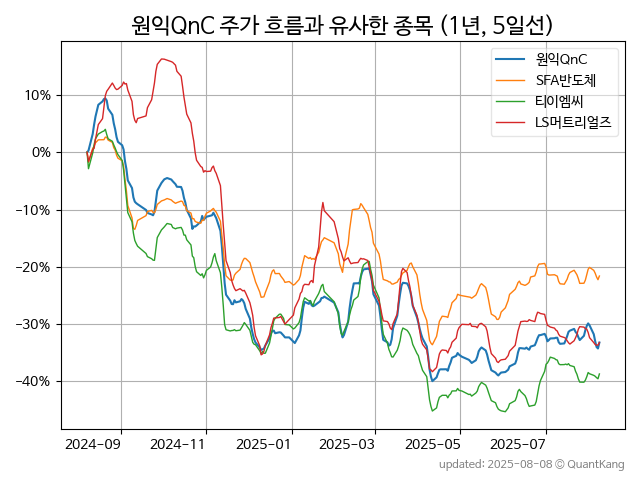 원익QnC 주가 흐름과 유사한 종목 (1년, 5일선)
원익QnC
SFA반도체
티이엠씨
LS머트리얼즈
10%
0%
−10%
−20%
−30%
−40%
2024-09
2024-11
2025-01
2025-03
2025-05
2025-07
updated: 2025-08-08 © QuantKang